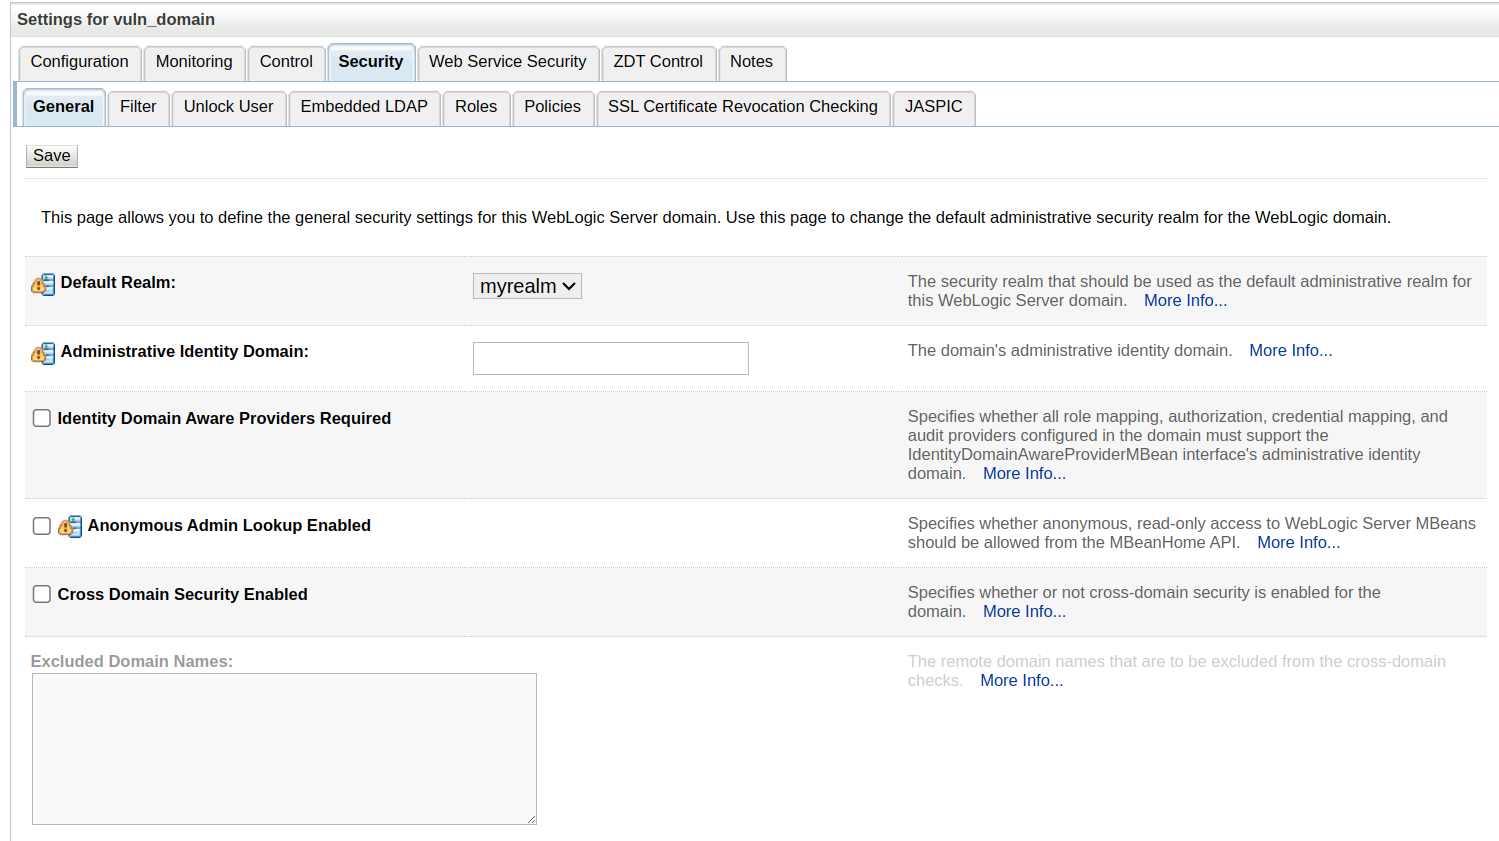 Settings for vuln_domain
Configuration Monitoring Control Security Web Service Security ZDT Control Notes
General Filter Unlock User Embedded LDAP Roles Policies SSL Certificate Revocation Checking JASPIC
Save
This page allows you to define the general security settings for this WebLogic Server domain. Use this page to change the default administrative security realm for the WebLogic domain.
Default Realm:
myrealm
The security realm that should be used as the default administrative realm for
this WebLogic Server domain. More Info...
Administrative Identity Domain:
The domain's administrative identity domain. More Info...
Identity Domain Aware Providers Required
Specifies whether all role mapping, authorization, credential mapping, and
audit providers configured in the domain must support the
IdentityDomainAwareProviderMBean interface's administrative identity
domain. More Info...
Anonymous Admin Lookup Enabled
Specifies whether anonymous, read-only access to WebLogic Server MBeans
should be allowed from the MBeanHome API. More Info...
Cross Domain Security Enabled
Specifies whether or not cross-domain security is enabled for the
domain. More Info...
Excluded Domain Names:
The remote domain names that are to be excluded from the cross-domain
checks. More Info...